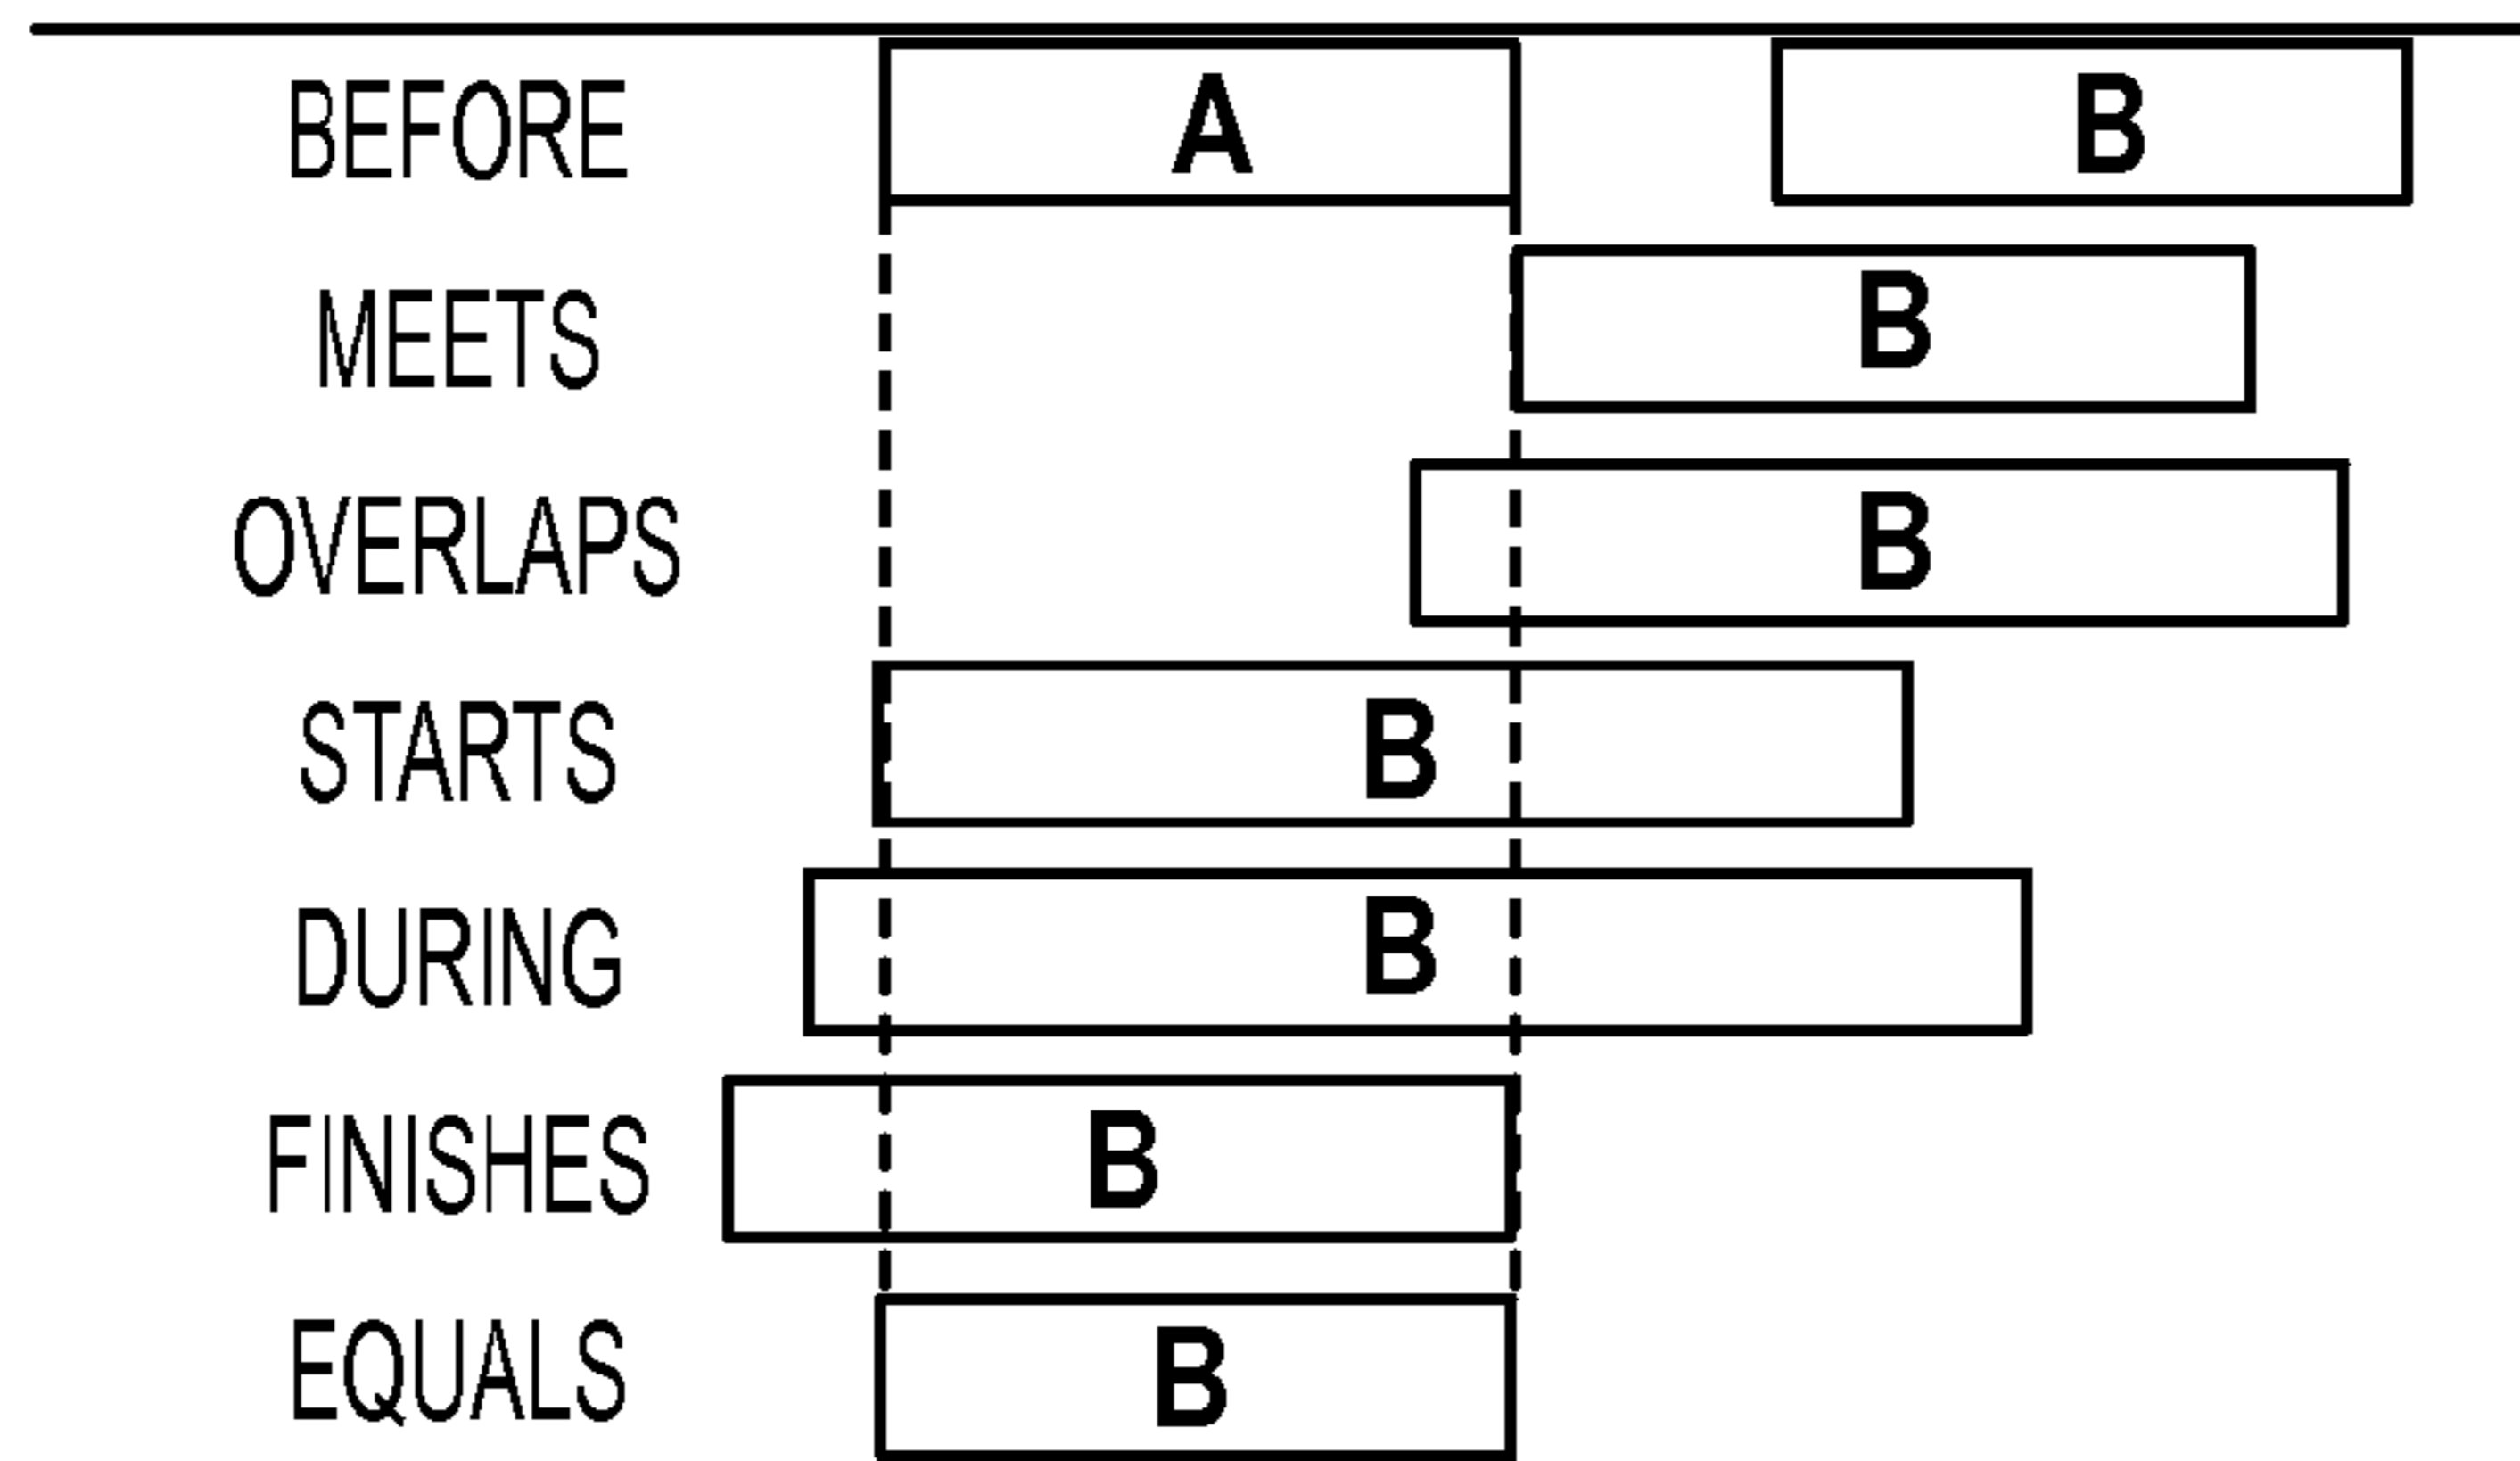 BEFORE A B
MEETS B
OVERLAPS B
STARTS B
DURING B
FINISHES B
EQUALS B